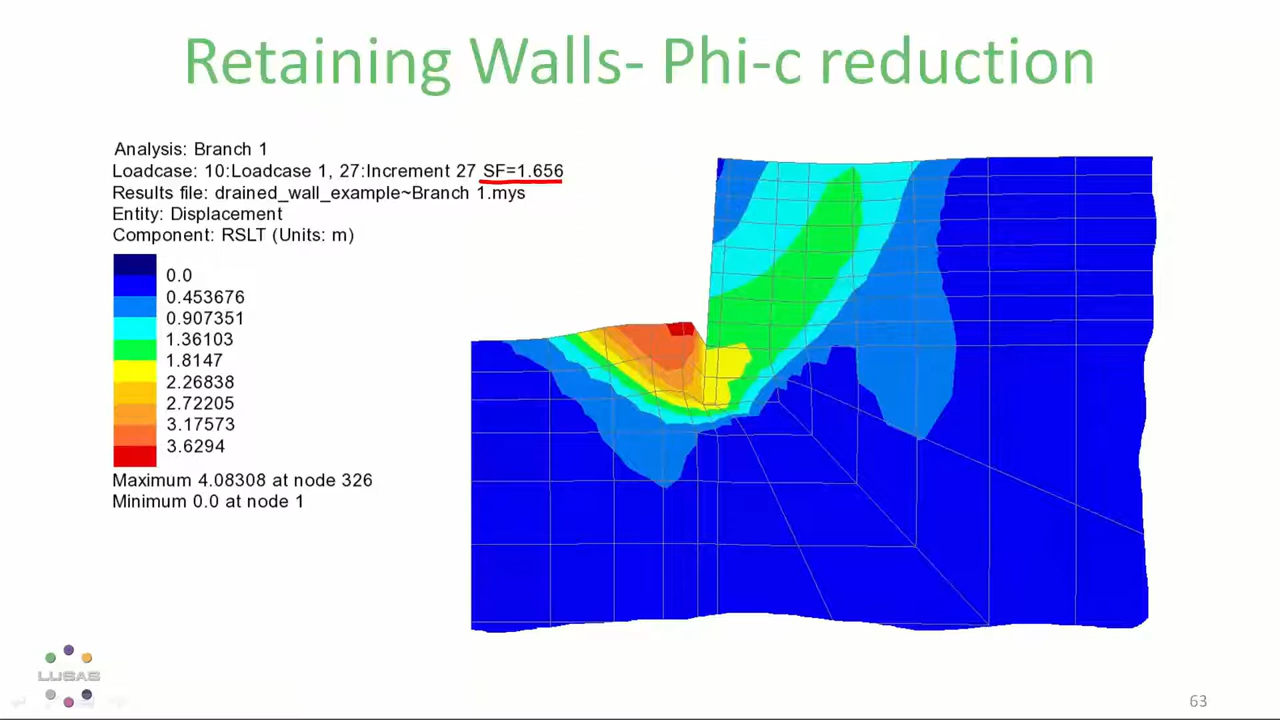 Retaining Walls- Phi-c reduction
Analysis: Branch 1
Loadcase: 10:Loadcase 1, 27:Increment 27 SF=1.656
Results file: drained_wall_example~Branch 1.mys
Entity: Displacement
Component: RSLT (Units: m)
0.0
0.453676
0.907351
1.36103
1.8147
2.26838
2.72205
3.17573
3.6294
Maximum 4.08308 at node 326
Minimum 0.0 at node 1
LUSAS
63